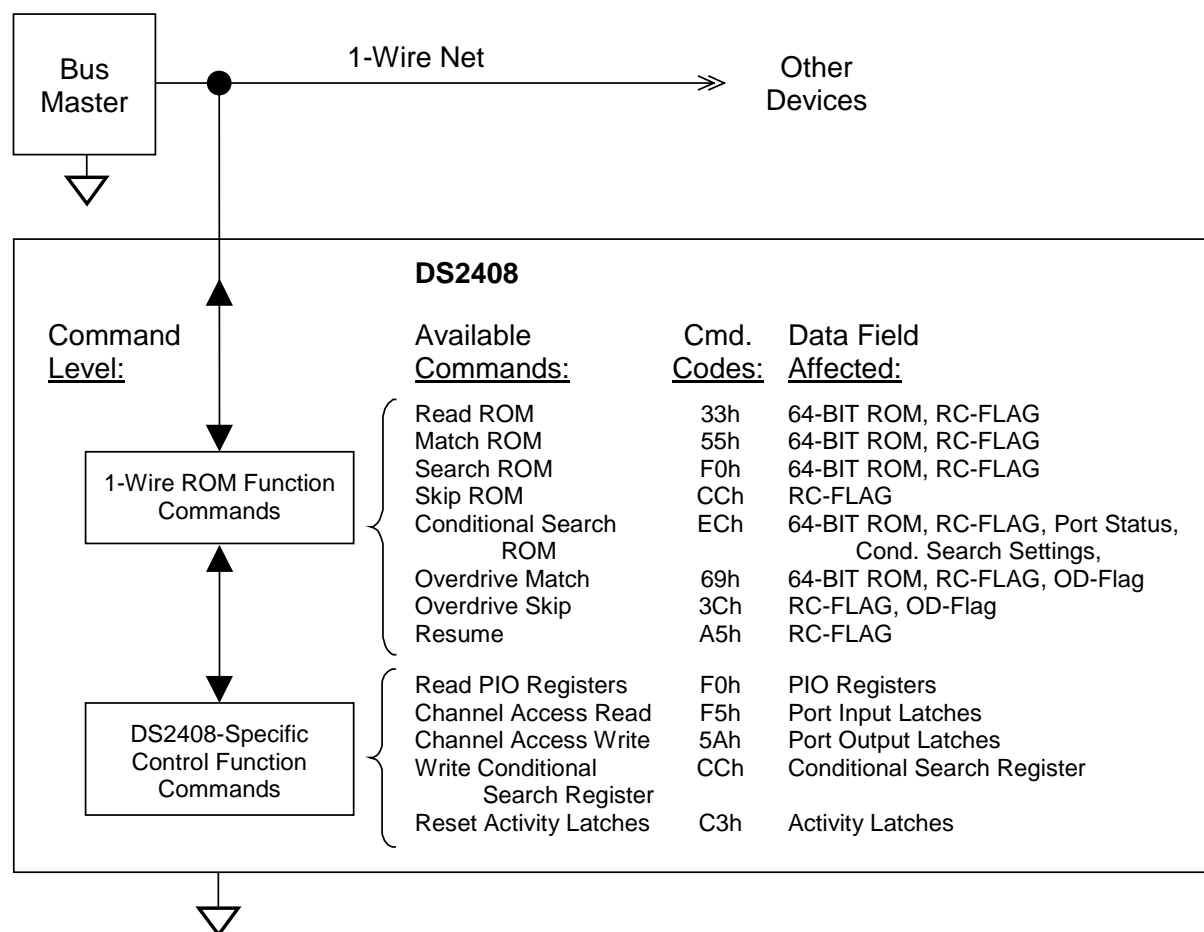 Bus
Master
1-Wire Net
Other
Devices
DS2408
Command
Level:
Available
Commands:
Cmd.
Codes:
Data Field
Affected:
1-Wire ROM Function
Commands
Read ROM 33h 64-BIT ROM, RC-FLAG
Match ROM 55h 64-BIT ROM, RC-FLAG
Search ROM F0h 64-BIT ROM, RC-FLAG
Skip ROM CCh RC-FLAG
Conditional Search ECh 64-BIT ROM, RC-FLAG, Port Status,
ROM Cond. Search Settings,
Overdrive Match 69h 64-BIT ROM, RC-FLAG, OD-Flag
Overdrive Skip 3Ch RC-FLAG, OD-Flag
Resume A5h RC-FLAG
DS2408-Specific
Control Function
Commands
Read PIO Registers F0h PIO Registers
Channel Access Read F5h Port Input Latches
Channel Access Write 5Ah Port Output Latches
Write Conditional CCh Conditional Search Register
Search Register
Reset Activity Latches C3h Activity Latches